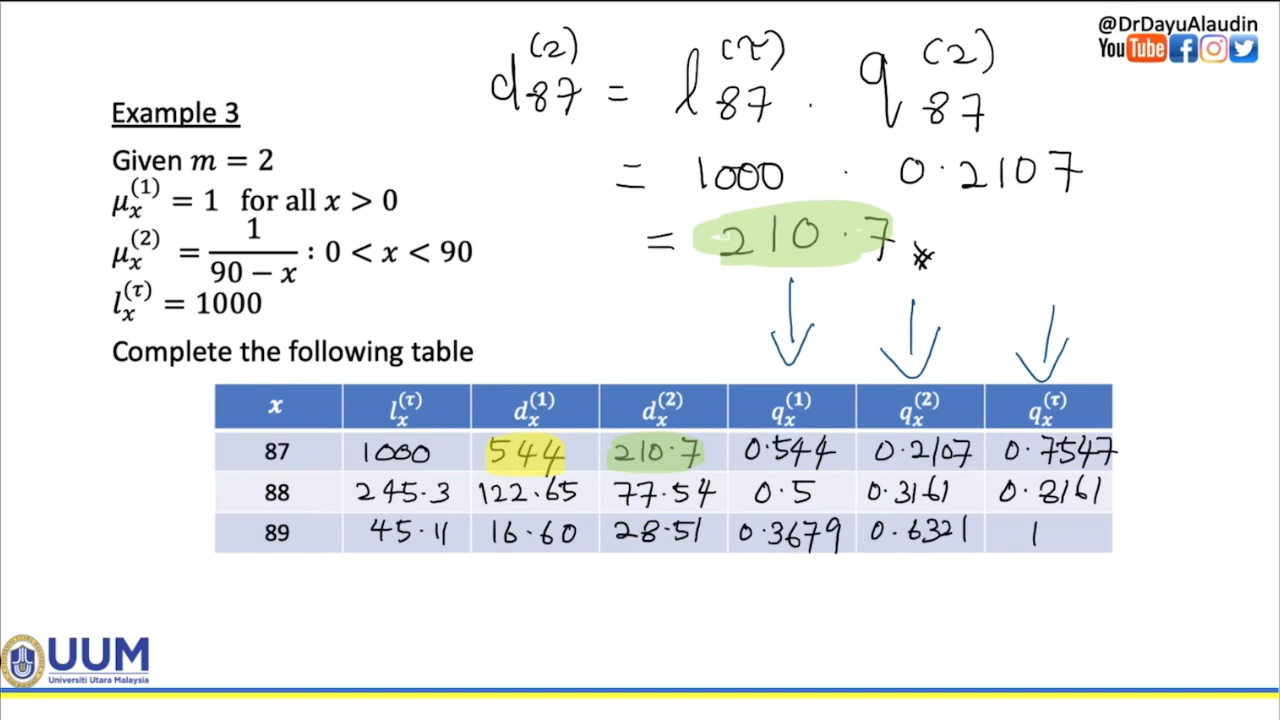 @DrDayuAlaudin
YouTube
d₈₇⁽²⁾ = l₈₇⁽τ⁾ . q₈₇⁽²⁾
= 1000 . 0.2107
= 210.7
Example 3
Given m = 2
μₓ⁽¹⁾ = 1 for all x > 0
μₓ⁽²⁾ = 1/(90 − x) : 0 < x < 90
lₓ⁽τ⁾ = 1000
Complete the following table
x lₓ⁽τ⁾ dₓ⁽¹⁾ dₓ⁽²⁾ qₓ⁽¹⁾ qₓ⁽²⁾ qₓ⁽τ⁾
87 1000 544 210.7 0.544 0.2107 0.7547
88 245.3 122.65 77.54 0.5 0.3161 0.8161
89 45.11 16.60 28.51 0.3679 0.6321 1
UUM
Universiti Utara Malaysia